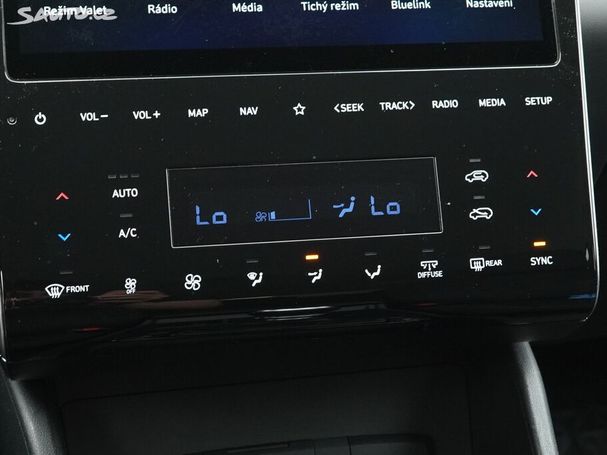 Sauto.cz
Režim Valet Rádio Média Tichý režim Bluelink Nastavení
VOL− VOL+ MAP NAV <SEEK TRACK> RADIO MEDIA SETUP
AUTO
Lo Lo
A/C
FRONT OFF DIFFUSE REAR SYNC